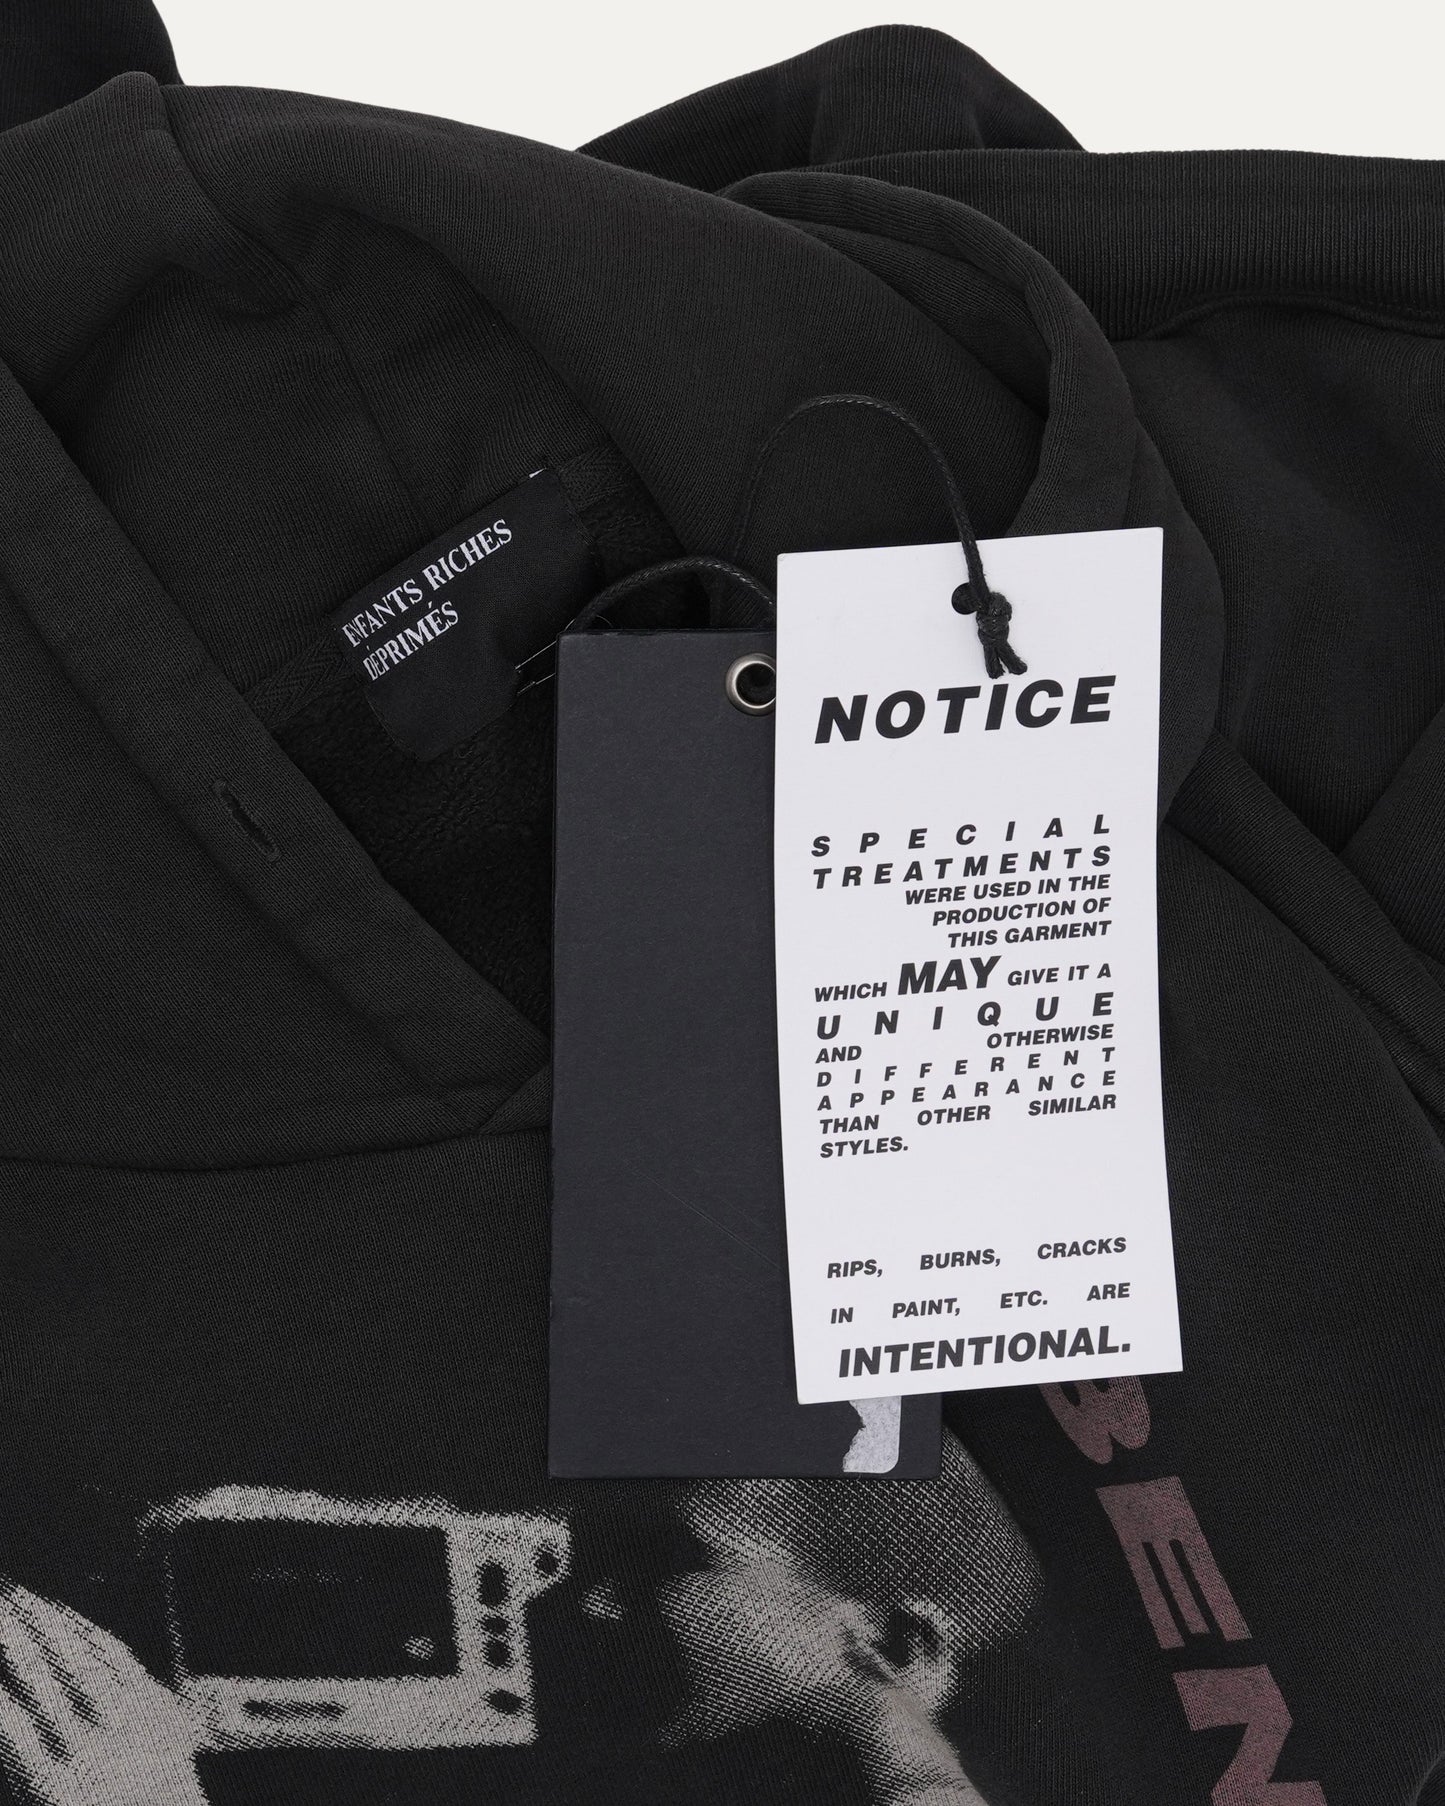 ENFANTS RICHES
DÉPRIMÉS
NOTICE
SPECIAL
TREATMENTS
WERE USED IN THE
PRODUCTION OF
THIS GARMENT
WHICH MAY GIVE IT A
UNIQUE
AND OTHERWISE
DIFFERENT
APPEARANCE
THAN OTHER SIMILAR
STYLES.
RIPS, BURNS, CRACKS
IN PAINT, ETC. ARE
INTENTIONAL.
BEN